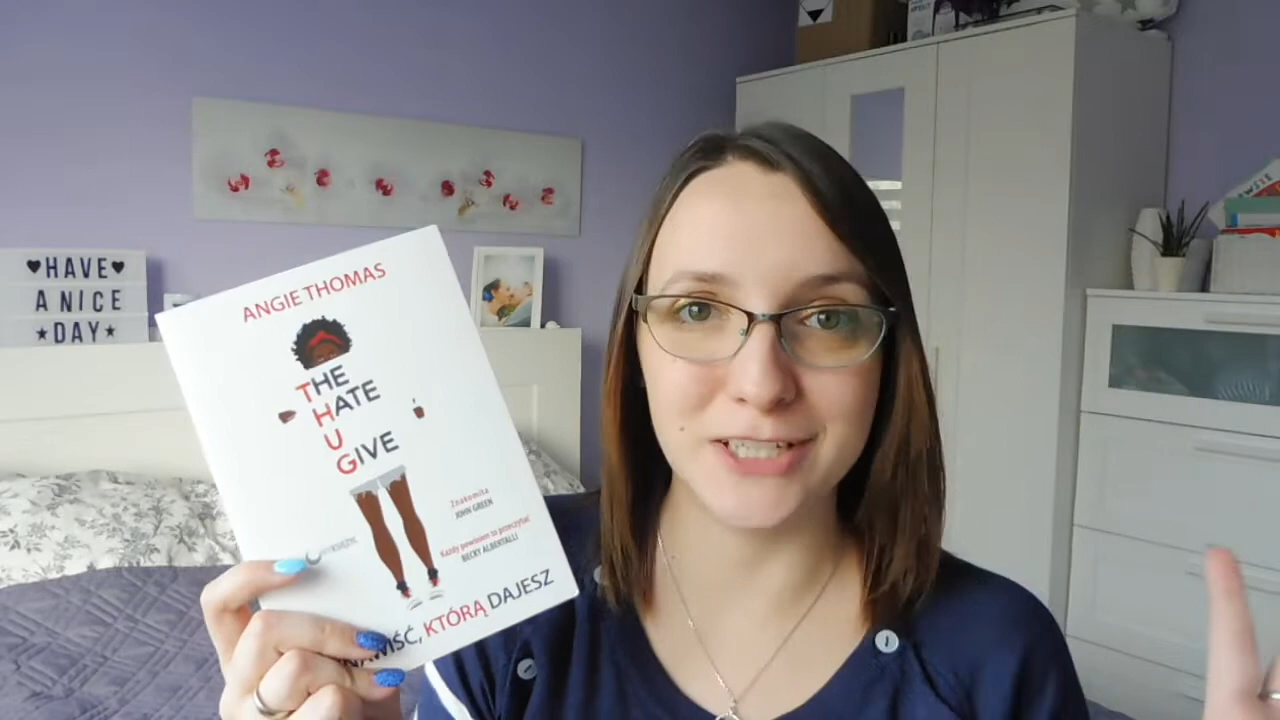 ♥HAVE♥
A NICE
★DAY★
ANGIE THOMAS
THE
HATE
U
GIVE
Znakomita
JOHN GREEN
Każdy powinien to przeczytać
BECKY ALBERTALLI
KTÓRĄ DAJESZ